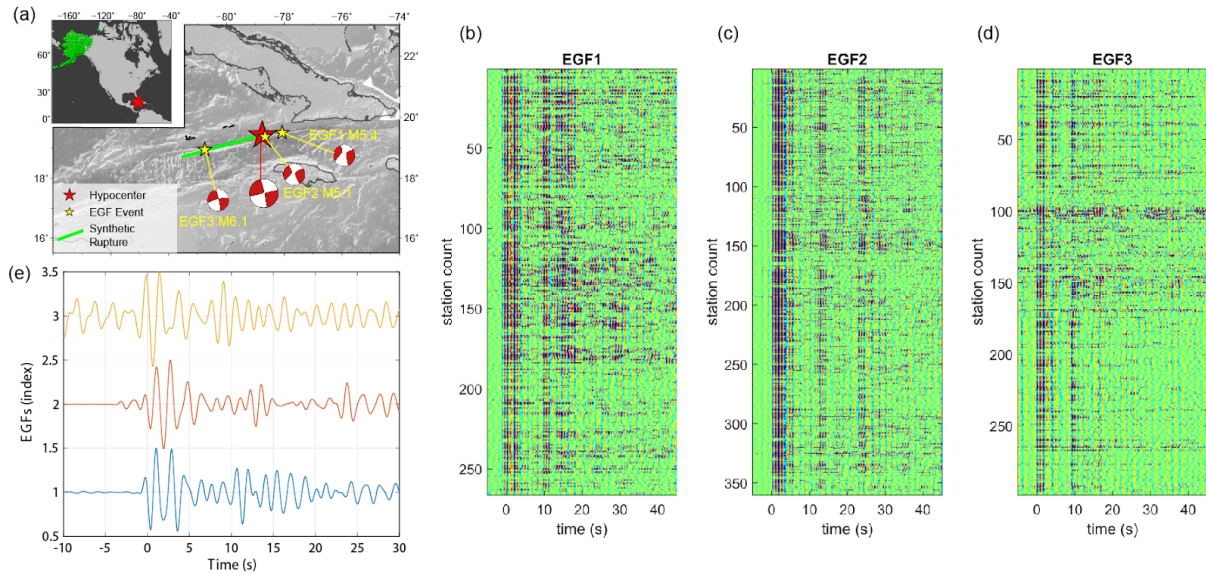 (a)
−160° −120° −80° −40°
60°
30°
0°
−80° −78° −76° −74°
22°
20°
18°
18°
16°
16°
EGF1 M5.4
EGF2 M5.1
EGF3 M6.1
Hypocenter
EGF Event
Synthetic
Rupture
(b)
EGF1
station count
50
100
150
200
250
0 10 20 30 40
time (s)
(c)
EGF2
station count
50
100
150
200
250
300
350
0 10 20 30 40
time (s)
(d)
EGF3
station count
50
100
150
200
250
0 10 20 30 40
time (s)
(e)
EGFs (index)
3.5
3
2.5
2
1.5
1
0.5
3
2
1
-10 -5 0 5 10 15 20 25 30
Time (s)